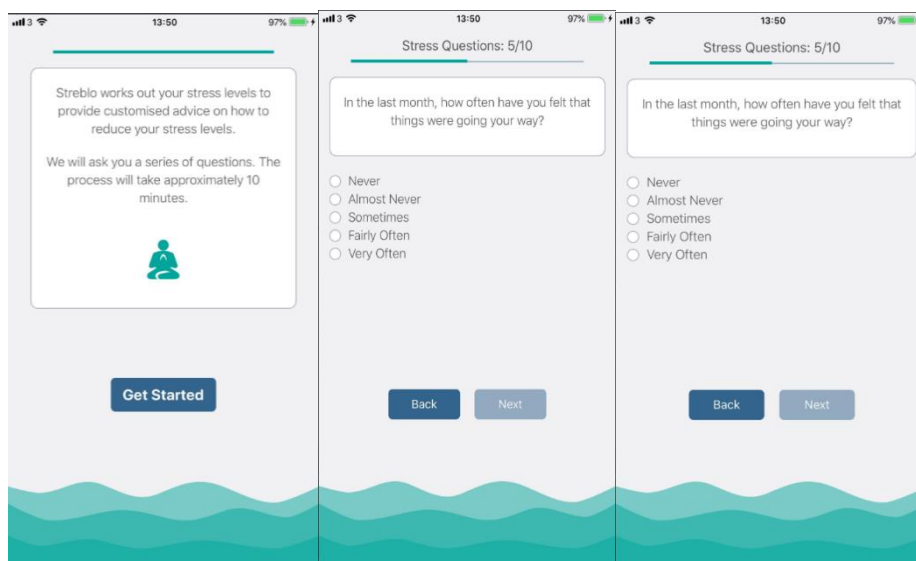 3 13:50 97%
Streblo works out your stress levels to
provide customised advice on how to
reduce your stress levels.
We will ask you a series of questions. The
process will take approximately 10
minutes.
Get Started
3 13:50 97%
Stress Questions: 5/10
In the last month, how often have you felt that
things were going your way?
Never
Almost Never
Sometimes
Fairly Often
Very Often
Back Next
3 13:50 97%
Stress Questions: 5/10
In the last month, how often have you felt that
things were going your way?
Never
Almost Never
Sometimes
Fairly Often
Very Often
Back Next